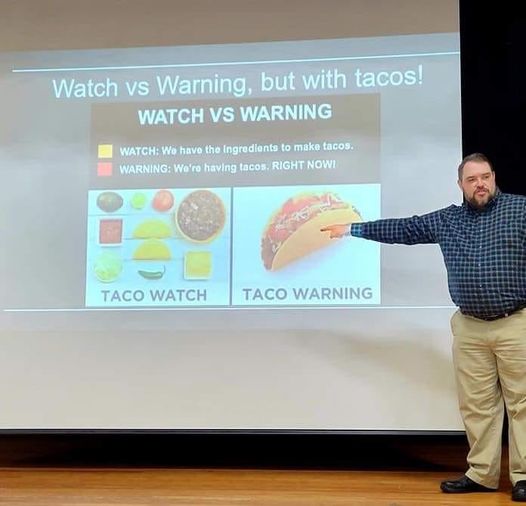 Watch vs Warning, but with tacos!
WATCH VS WARNING
WATCH: We have the ingredients to make tacos.
WARNING: We're having tacos. RIGHT NOW!
TACO WATCH
TACO WARNING